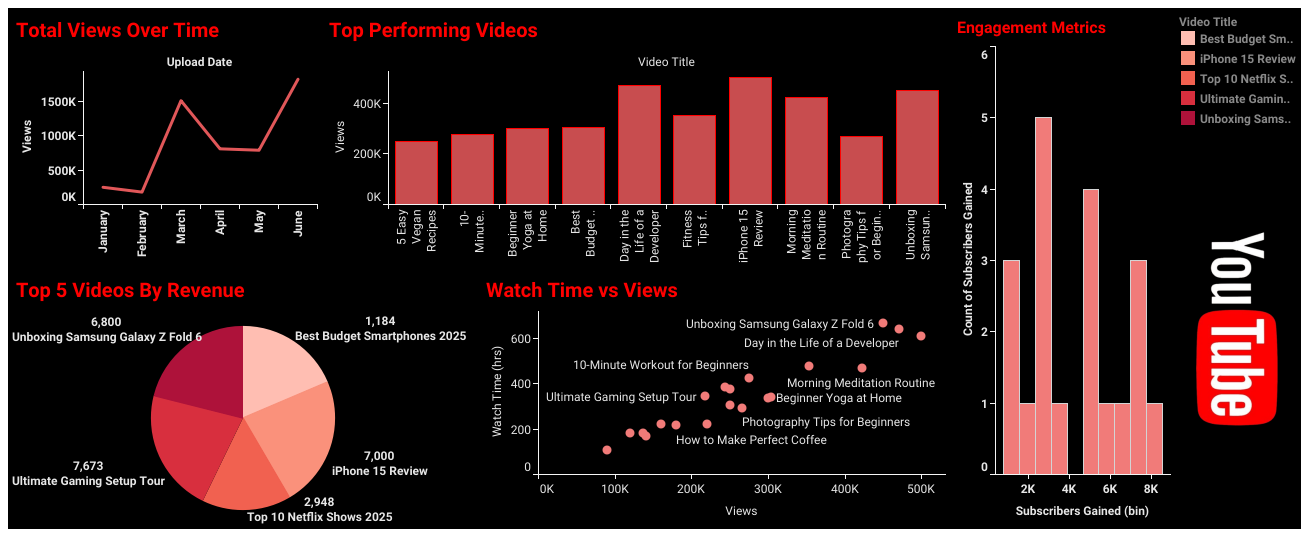 Total Views Over Time
Upload Date
Views
1500K
1000K
500K
0K
January
February
March
April
May
June
Top Performing Videos
Video Title
Views
400K
200K
0K
5 Easy
Vegan
Recipes
10-
Minute..
Beginner
Yoga at
Home
Best
Budget ..
Day in the
Life of a
Developer
Fitness
Tips f..
iPhone 15
Review
Morning
Meditatio
n Routine
Photogra
phy Tips f
or Begin..
Unboxing
Samsun..
Engagement Metrics
6
5
4
3
2
1
0
Count of Subscribers Gained
2K
4K
6K
8K
Subscribers Gained (bin)
Video Title
Best Budget Sm..
iPhone 15 Review
Top 10 Netflix S..
Ultimate Gamin..
Unboxing Sams..
YouTube
Top 5 Videos By Revenue
6,800
Unboxing Samsung Galaxy Z Fold 6
1,184
Best Budget Smartphones 2025
7,673
Ultimate Gaming Setup Tour
7,000
iPhone 15 Review
2,948
Top 10 Netflix Shows 2025
Watch Time vs Views
Watch Time (hrs)
600
400
200
0
Unboxing Samsung Galaxy Z Fold 6
Day in the Life of a Developer
10-Minute Workout for Beginners
Morning Meditation Routine
Ultimate Gaming Setup Tour
Beginner Yoga at Home
Photography Tips for Beginners
How to Make Perfect Coffee
0K
100K
200K
300K
400K
500K
Views